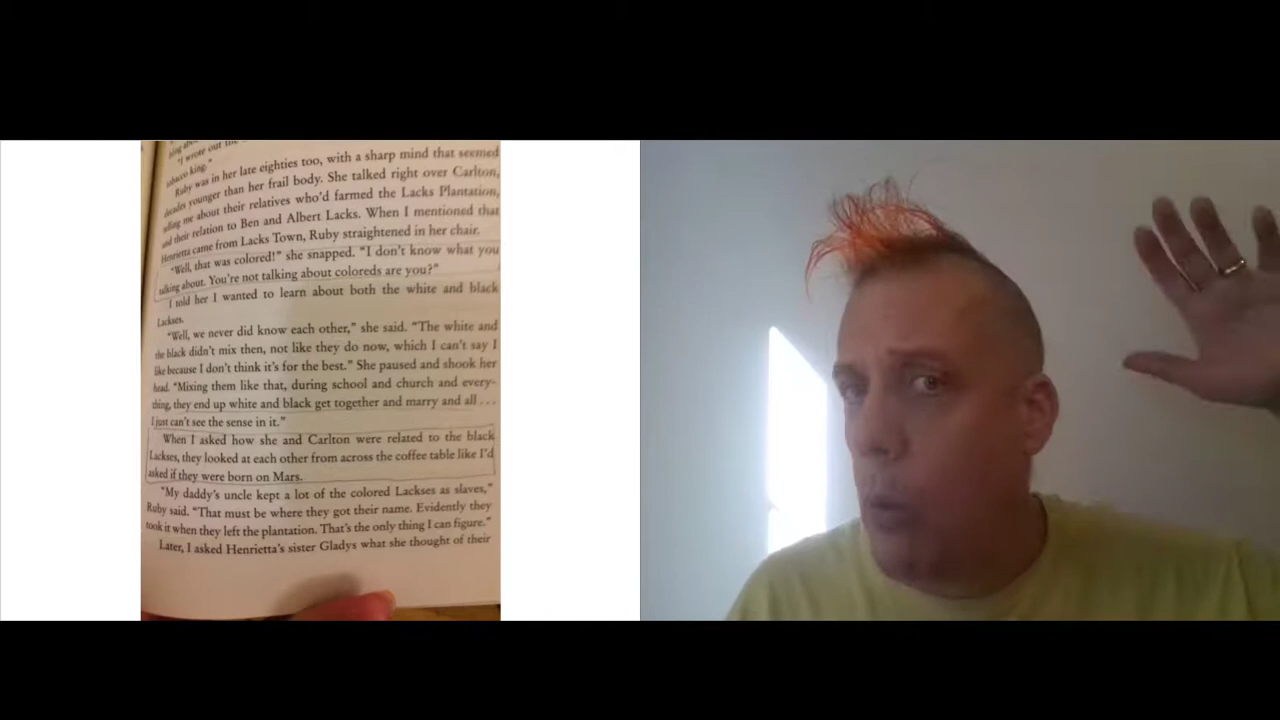 "I wrote out the
tobacco king."
Ruby was in her late eighties too, with a sharp mind that seemed
decades younger than her frail body. She talked right over Carlton,
telling me about their relatives who'd farmed the Lacks Plantation,
and their relation to Ben and Albert Lacks. When I mentioned that
Henrietta came from Lacks Town, Ruby straightened in her chair.
"Well, that was colored!" she snapped. "I don't know what you
talking about. You're not talking about coloreds are you?"
I told her I wanted to learn about both the white and black
Lackses.
"Well, we never did know each other," she said. "The white and
the black didn't mix then, not like they do now, which I can't say I
like because I don't think it's for the best." She paused and shook her
head. "Mixing them like that, during school and church and every-
thing, they end up white and black get together and marry and all . . .
I just can't see the sense in it."
When I asked how she and Carlton were related to the black
Lackses, they looked at each other from across the coffee table like I'd
asked if they were born on Mars.
"My daddy's uncle kept a lot of the colored Lackses as slaves,"
Ruby said. "That must be where they got their name. Evidently they
took it when they left the plantation. That's the only thing I can figure."
Later, I asked Henrietta's sister Gladys what she thought of their